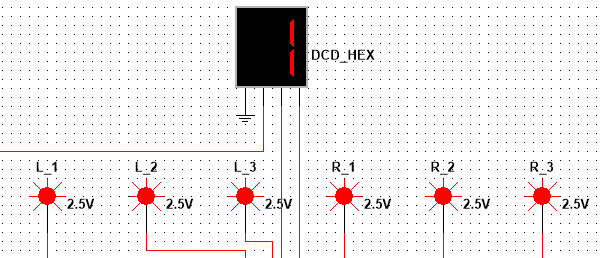 1
DCD_HEX
L_1 L_2 L_3 R_1 R_2 R_3
2.5V 2.5V 2.5V 2.5V 2.5V 2.5V